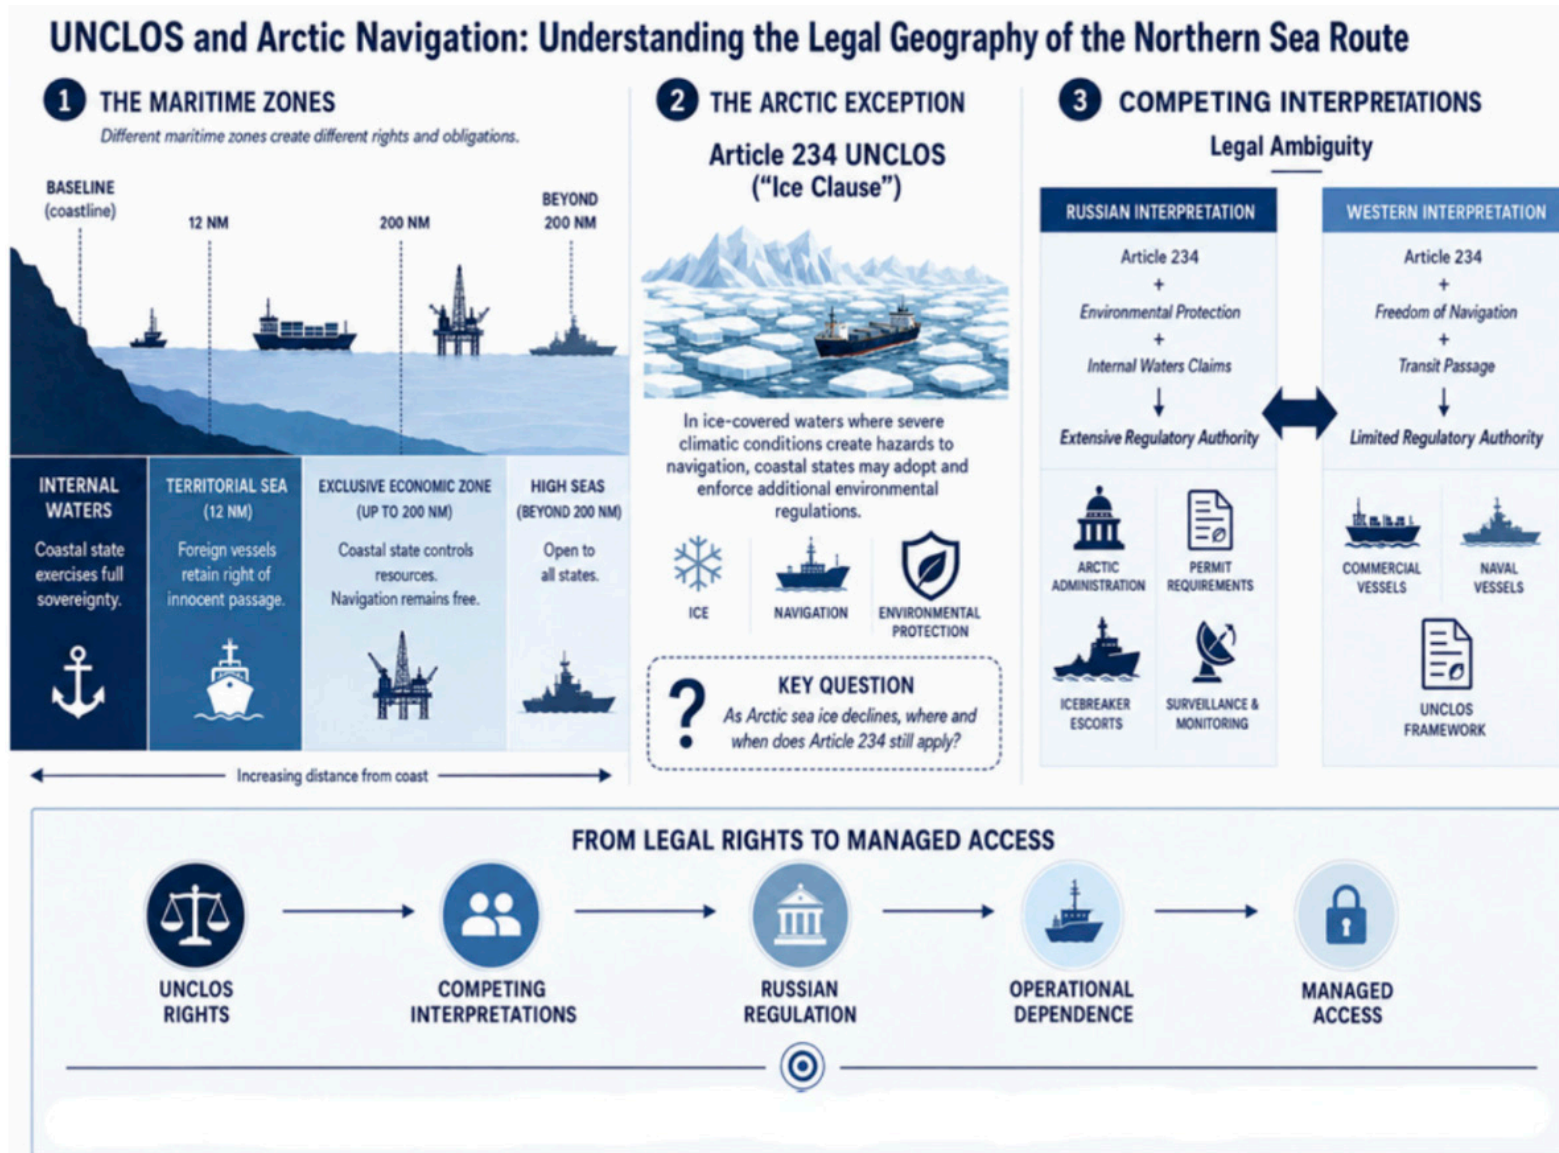 UNCLOS and Arctic Navigation: Understanding the Legal Geography of the Northern Sea Route
1 THE MARITIME ZONES
Different maritime zones create different rights and obligations.
BASELINE
(coastline)
12 NM
200 NM
BEYOND
200 NM
INTERNAL
WATERS
Coastal state
exercises full
sovereignty.
TERRITORIAL SEA
(12 NM)
Foreign vessels
retain right of
innocent passage.
EXCLUSIVE ECONOMIC ZONE
(UP TO 200 NM)
Coastal state controls
resources.
Navigation remains free.
HIGH SEAS
(BEYOND 200 NM)
Open to
all states.
Increasing distance from coast
2 THE ARCTIC EXCEPTION
Article 234 UNCLOS
(“Ice Clause”)
In ice-covered waters where severe
climatic conditions create hazards to
navigation, coastal states may adopt and
enforce additional environmental
regulations.
ICE
NAVIGATION
ENVIRONMENTAL
PROTECTION
?
KEY QUESTION
As Arctic sea ice declines, where and
when does Article 234 still apply?
3 COMPETING INTERPRETATIONS
Legal Ambiguity
RUSSIAN INTERPRETATION
Article 234
+
Environmental Protection
+
Internal Waters Claims
Extensive Regulatory Authority
ARCTIC
ADMINISTRATION
PERMIT
REQUIREMENTS
ICEBREAKER
ESCORTS
SURVEILLANCE &
MONITORING
WESTERN INTERPRETATION
Article 234
+
Freedom of Navigation
+
Transit Passage
Limited Regulatory Authority
COMMERCIAL
VESSELS
NAVAL
VESSELS
UNCLOS
FRAMEWORK
FROM LEGAL RIGHTS TO MANAGED ACCESS
UNCLOS
RIGHTS
COMPETING
INTERPRETATIONS
RUSSIAN
REGULATION
OPERATIONAL
DEPENDENCE
MANAGED
ACCESS